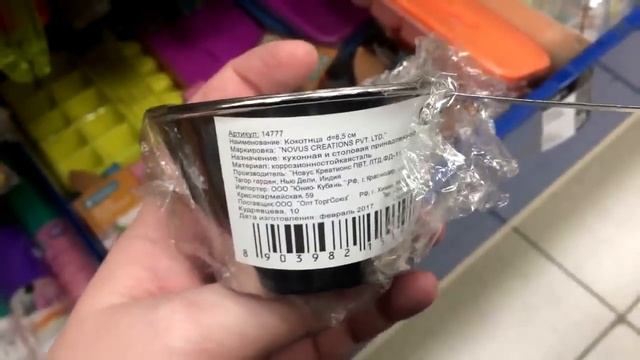 Артикул: 14777
Наименование: Кокотница d=8,5 см
Маркировка: "NOVUS CREATIONS PVT. LTD."
Назначение: кухонная и столовая
Материал: коррозионностойкаясталь
Производитель: "Новус Креатионс ПВТ. ЛТД.
Тагор гарден, Нью Дели, Индия
Импортер: ООО "Юнио Кубань" РФ, г. Краснодар
Красноармейская, 59
Поставщик:ООО "Опт ТоргСоюз" РФ, г.
Кудрявцева, 10
Дата изготовления: февраль 2017
8 903982